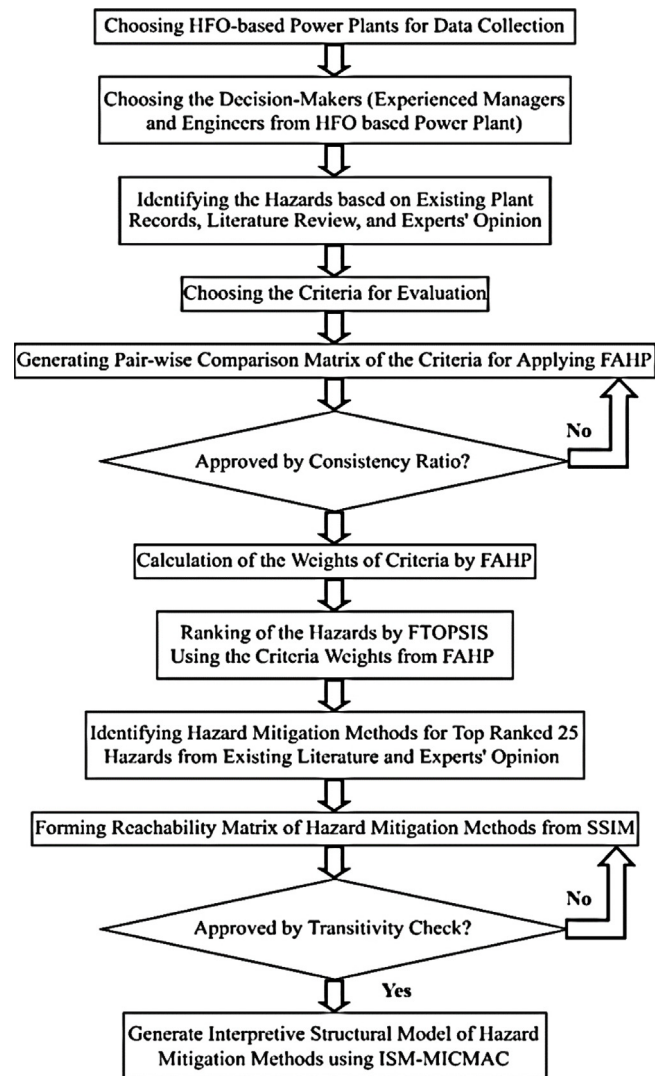 Choosing HFO-based Power Plants for Data Collection
Choosing the Decision-Makers (Experienced Managers
and Engineers from HFO based Power Plant)
Identifying the Hazards based on Existing Plant
Records, Literature Review, and Experts' Opinion
Choosing the Criteria for Evaluation
Generating Pair-wise Comparison Matrix of the Criteria for Applying FAHP
No
Approved by Consistency Ratio?
Calculation of the Weights of Criteria by FAHP
Ranking of the Hazards by FTOPSIS
Using the Criteria Weights from FAHP
Identifying Hazard Mitigation Methods for Top Ranked 25
Hazards from Existing Literature and Experts' Opinion
Forming Reachability Matrix of Hazard Mitigation Methods from SSIM
No
Approved by Transitivity Check?
Yes
Generate Interpretive Structural Model of Hazard
Mitigation Methods using ISM-MICMAC